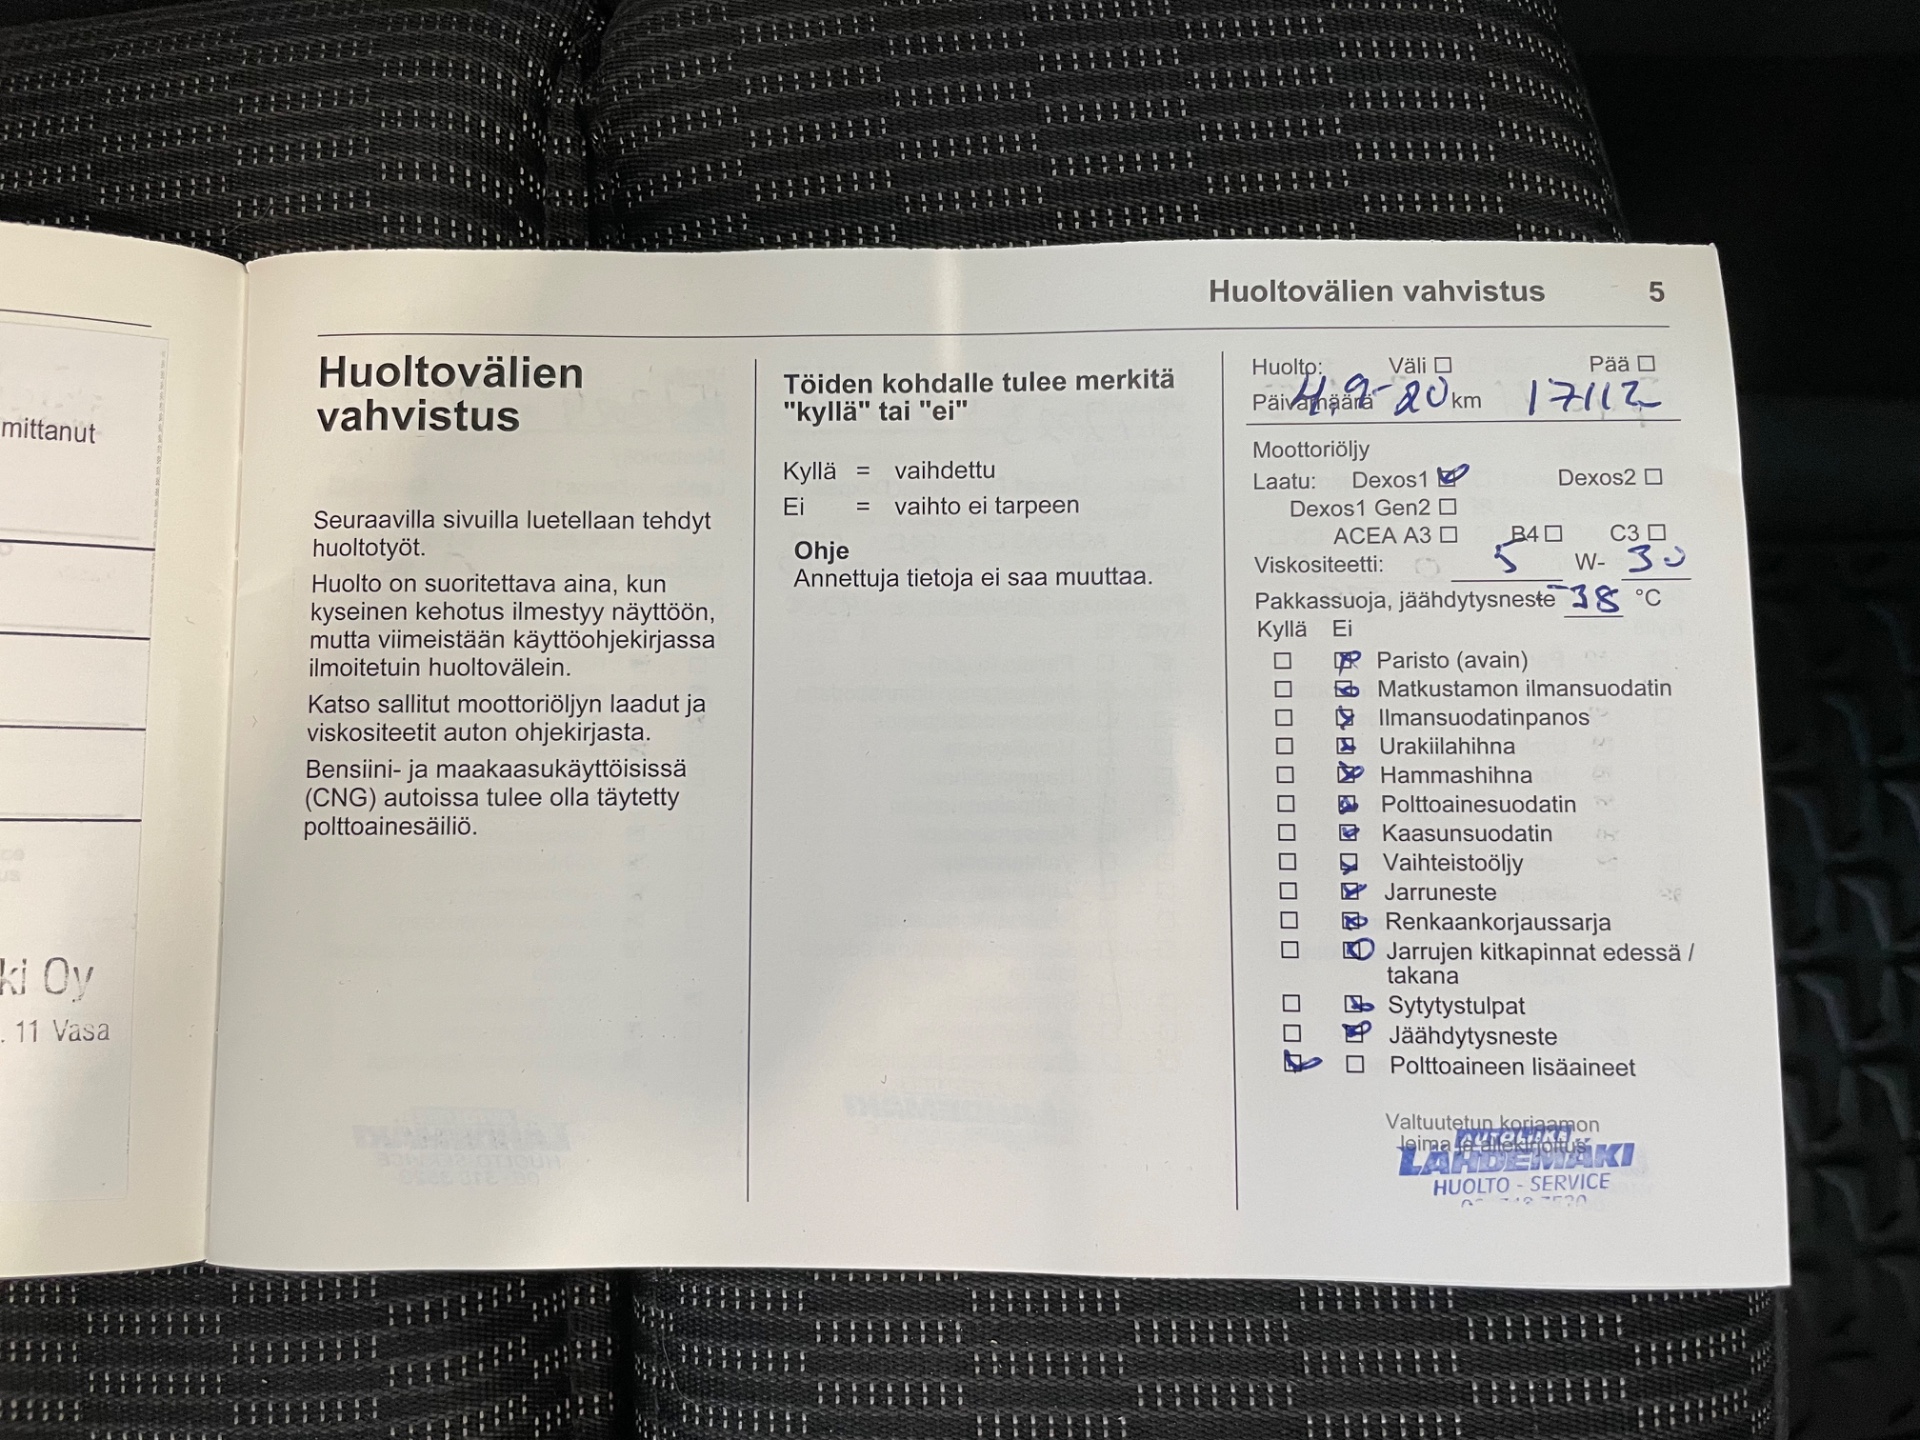 mittanut
ki Oy
. 11 Vasa
Huoltovälien vahvistus 5
Huoltovälien
vahvistus
Seuraavilla sivuilla luetellaan tehdyt
huoltotyöt.
Huolto on suoritettava aina, kun
kyseinen kehotus ilmestyy näyttöön,
mutta viimeistään käyttöohjekirjassa
ilmoitetuin huoltovälein.
Katso sallitut moottoriöljyn laadut ja
viskositeetit auton ohjekirjasta.
Bensiini- ja maakaasukäyttöisissä
(CNG) autoissa tulee olla täytetty
polttoainesäiliö.
Töiden kohdalle tulee merkitä
"kyllä" tai "ei"
Kyllä = vaihdettu
Ei = vaihto ei tarpeen
Ohje
Annettuja tietoja ei saa muuttaa.
Huolto: Väli ☐ Pää ☐
Päivämäärä 4.9-20 km 17112
Moottoriöljy
Laatu: Dexos1 ☑ Dexos2 ☐
Dexos1 Gen2 ☐
ACEA A3 ☐ B4 ☐ C3 ☐
Viskositeetti: 5 W- 30
Pakkassuoja, jäähdytysneste -38 °C
Kyllä Ei
☐ ☑ Paristo (avain)
☐ ☑ Matkustamon ilmansuodatin
☐ ☑ Ilmansuodatinpanos
☐ ☑ Urakiilahihna
☐ ☑ Hammashihna
☐ ☑ Polttoainesuodatin
☐ ☑ Kaasunsuodatin
☐ ☑ Vaihteistoöljy
☐ ☑ Jarruneste
☐ ☑ Renkaankorjaussarja
☐ ☑ Jarrujen kitkapinnat edessä /
takana
☐ ☑ Sytytystulpat
☐ ☑ Jäähdytysneste
☑ ☐ Polttoaineen lisäaineet
Valtuutetun korjaamon
leima ja allekirjoitus
AUTOLIIKE
LÄHDEMÄKI
HUOLTO - SERVICE